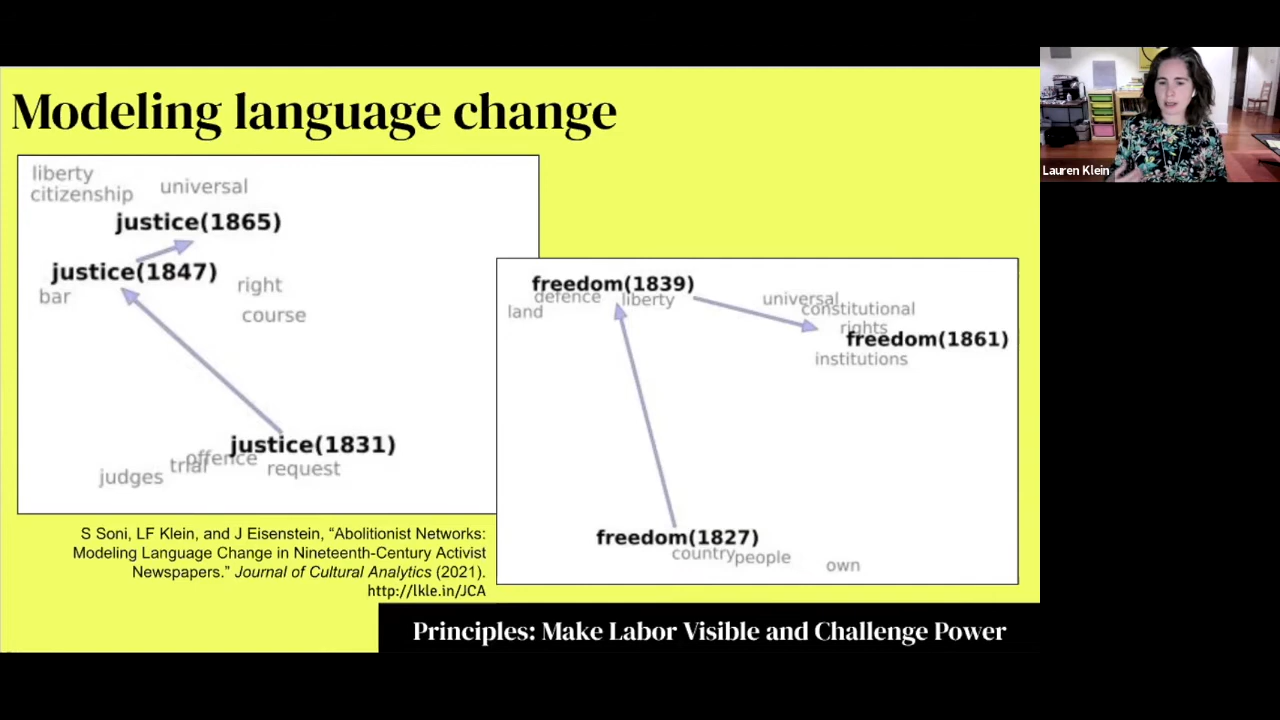 Modeling language change
liberty
citizenship
universal
justice(1865)
justice(1847)
bar
right
course
justice(1831)
offence
trial
judges
request
freedom(1839)
defence
liberty
land
universal
constitutional
rights
freedom(1861)
institutions
freedom(1827)
country
people
own
S Soni, LF Klein, and J Eisenstein, “Abolitionist Networks:
Modeling Language Change in Nineteenth-Century Activist
Newspapers.” Journal of Cultural Analytics (2021).
http://lkle.in/JCA
Principles: Make Labor Visible and Challenge Power
Lauren Klein